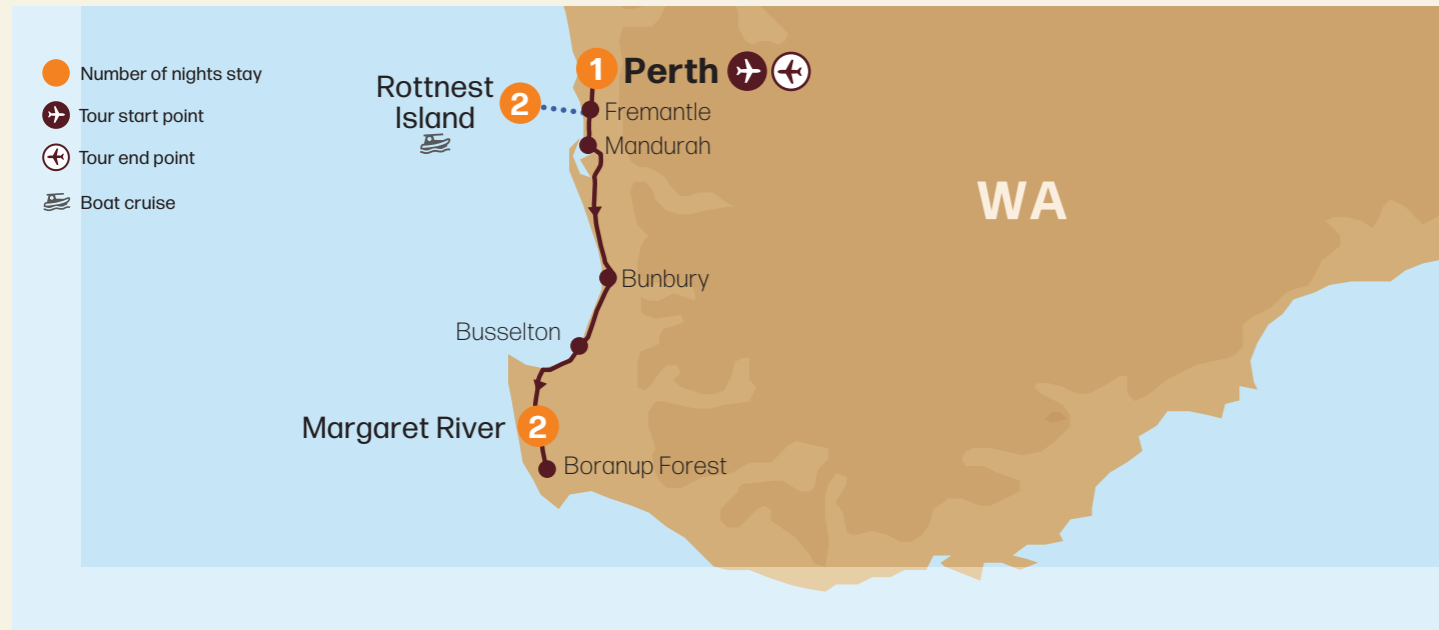 Number of nights stay
Tour start point
Tour end point
Boat cruise
1 Perth
Rottnest
Island
2
Fremantle
Mandurah
WA
Bunbury
Busselton
Margaret River 2
Boranup Forest